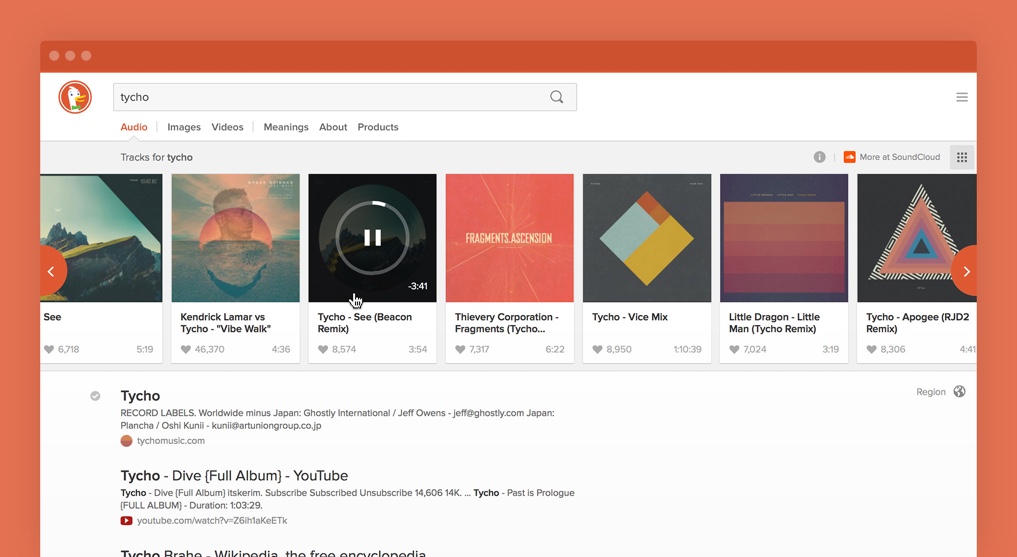 tycho
Audio Images Videos Meanings About Products
Tracks for tycho
More at SoundCloud
-3:41
FRAGMENTS.ASCENSION
See
6,718 5:19
Kendrick Lamar vs
Tycho - "Vibe Walk"
46,370 4:36
Tycho - See (Beacon
Remix)
8,574 3:54
Thievery Corporation -
Fragments (Tycho...
7,317 6:22
Tycho - Vice Mix
8,950 1:10:39
Little Dragon - Little
Man (Tycho Remix)
7,024 3:19
Tycho - Apogee (RJD2
Remix)
8,306 4:41
Region
Tycho
RECORD LABELS. Worldwide minus Japan: Ghostly International / Jeff Owens - jeff@ghostly.com Japan:
Plancha / Oshi Kunii - kunii@artuniongroup.co.jp
tychomusic.com
Tycho - Dive {Full Album} - YouTube
Tycho - Dive {Full Album} itskerim. Subscribe Subscribed Unsubscribe 14,606 14K. ... Tycho - Past is Prologue
{FULL ALBUM} - Duration: 1:03:29.
youtube.com/watch?v=Z6ih1aKeETk
Tycho Brahe - Wikipedia, the free encyclopedia